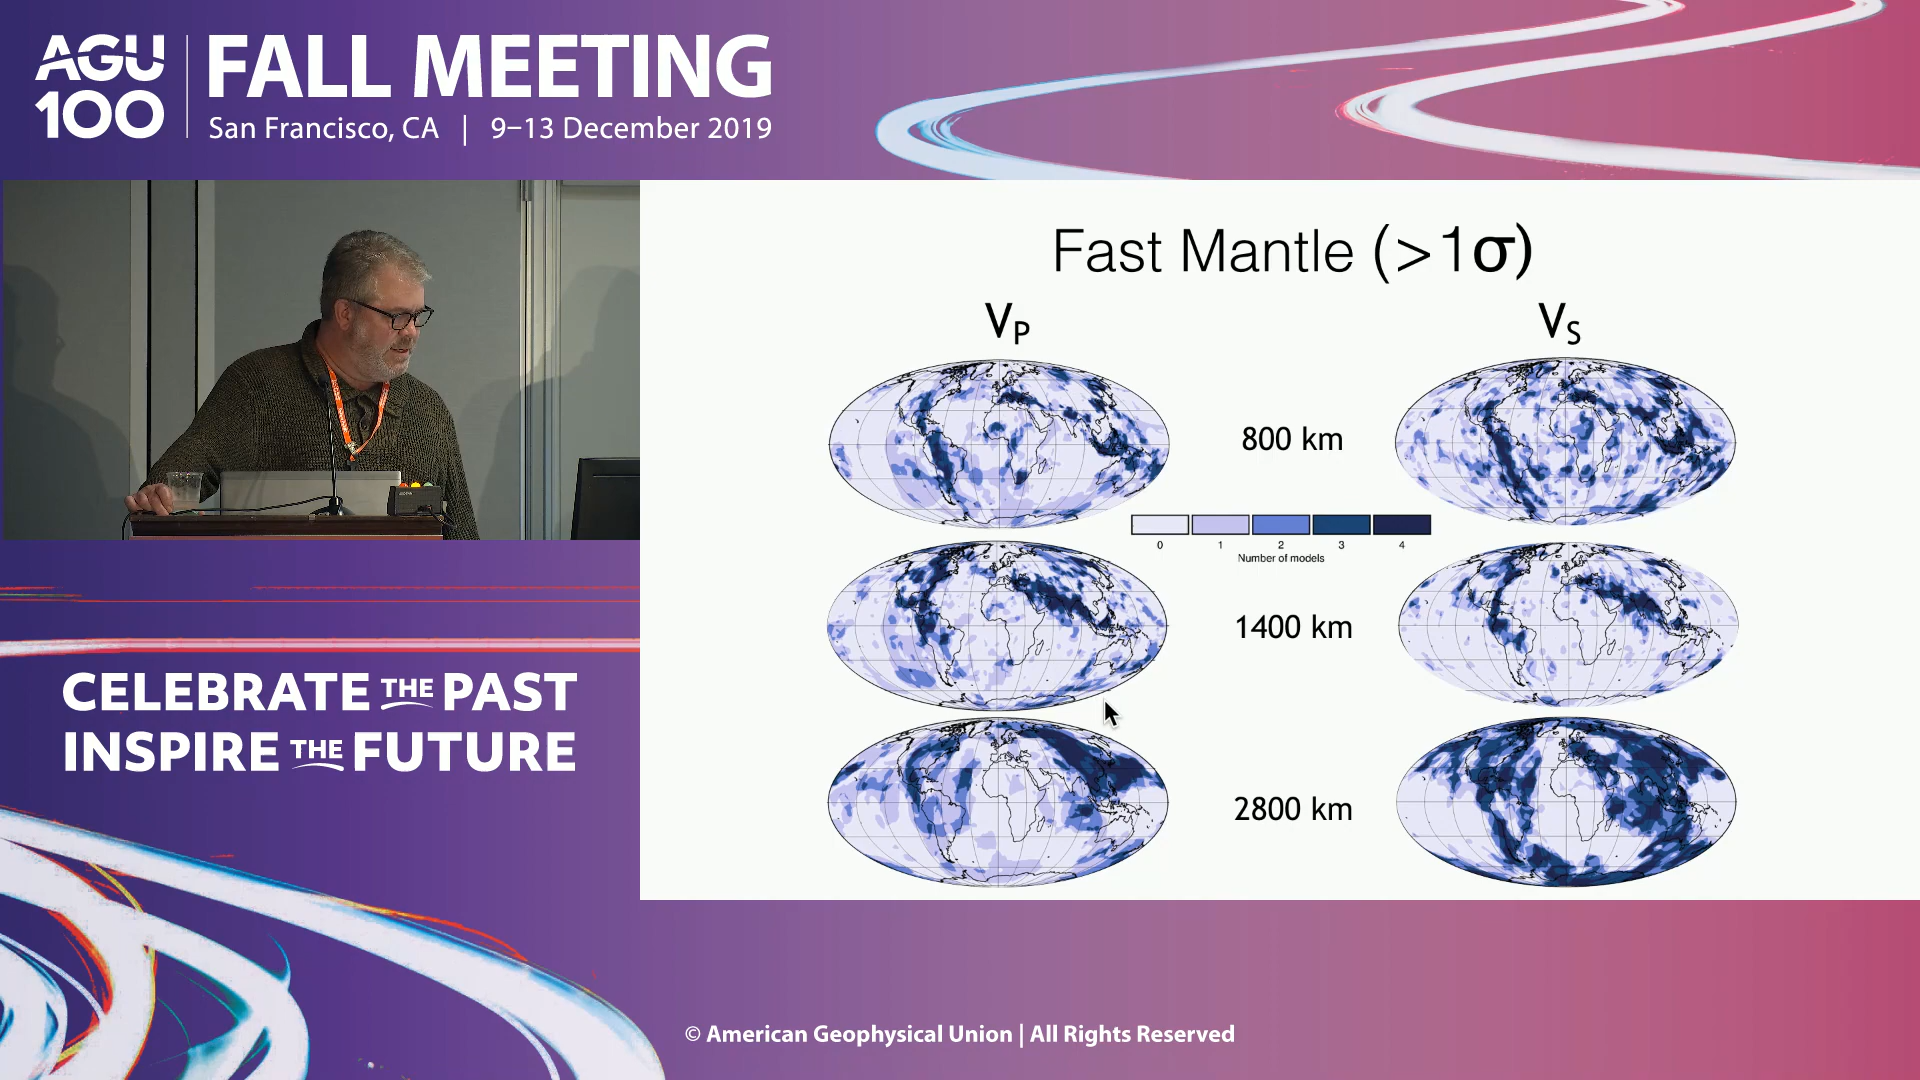 AGU
100
FALL MEETING
San Francisco, CA | 9–13 December 2019
Fast Mantle (>1σ)
VP
VS
800 km
0 1 2 3 4
Number of models
1400 km
2800 km
CELEBRATE THE PAST
INSPIRE THE FUTURE
© American Geophysical Union | All Rights Reserved